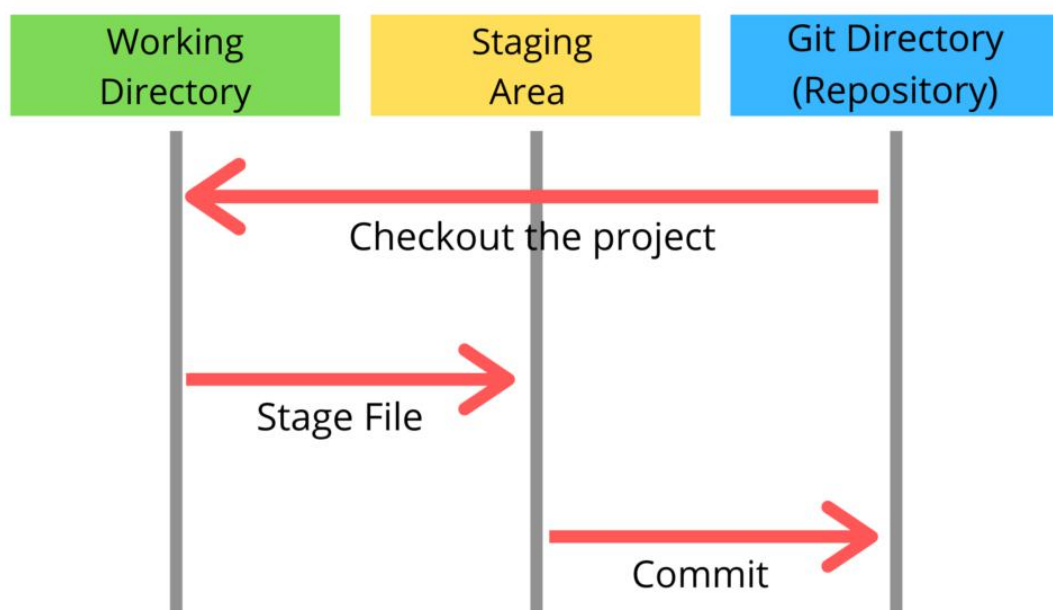 Working
Directory
Staging
Area
Git Directory
(Repository)
Checkout the project
Stage File
Commit